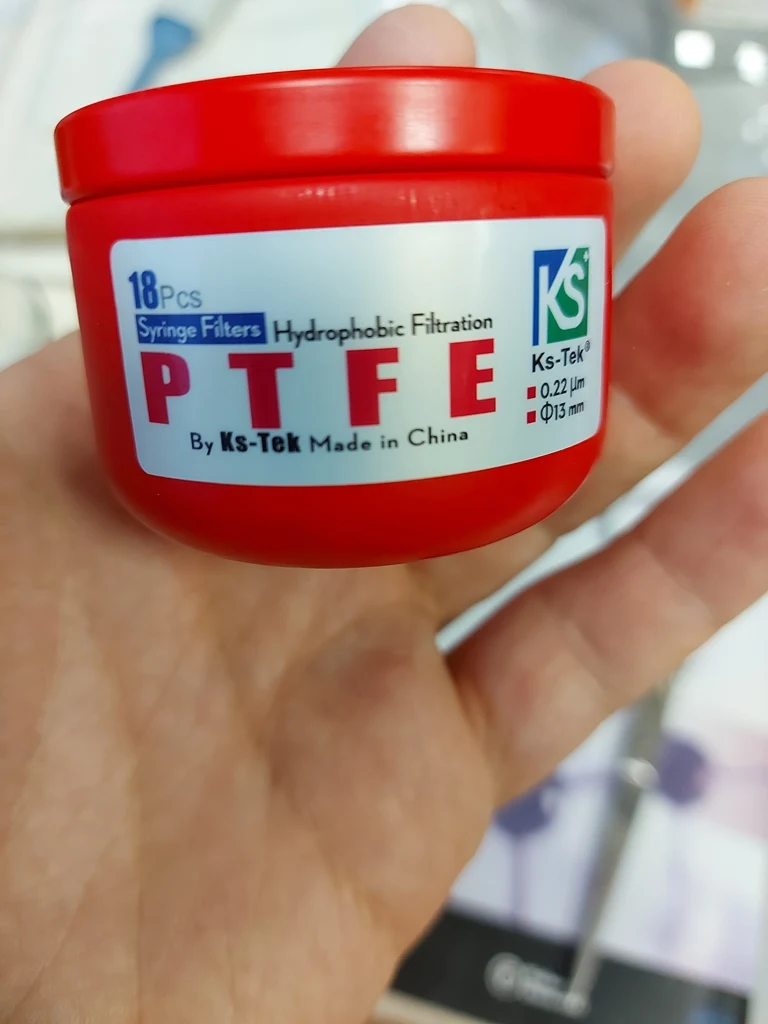 18Pcs
Syringe Filters Hydrophobic Filtration
PTFE
By Ks-Tek Made in China
KS+
Ks-Tek®
0.22 μm
Φ13 mm